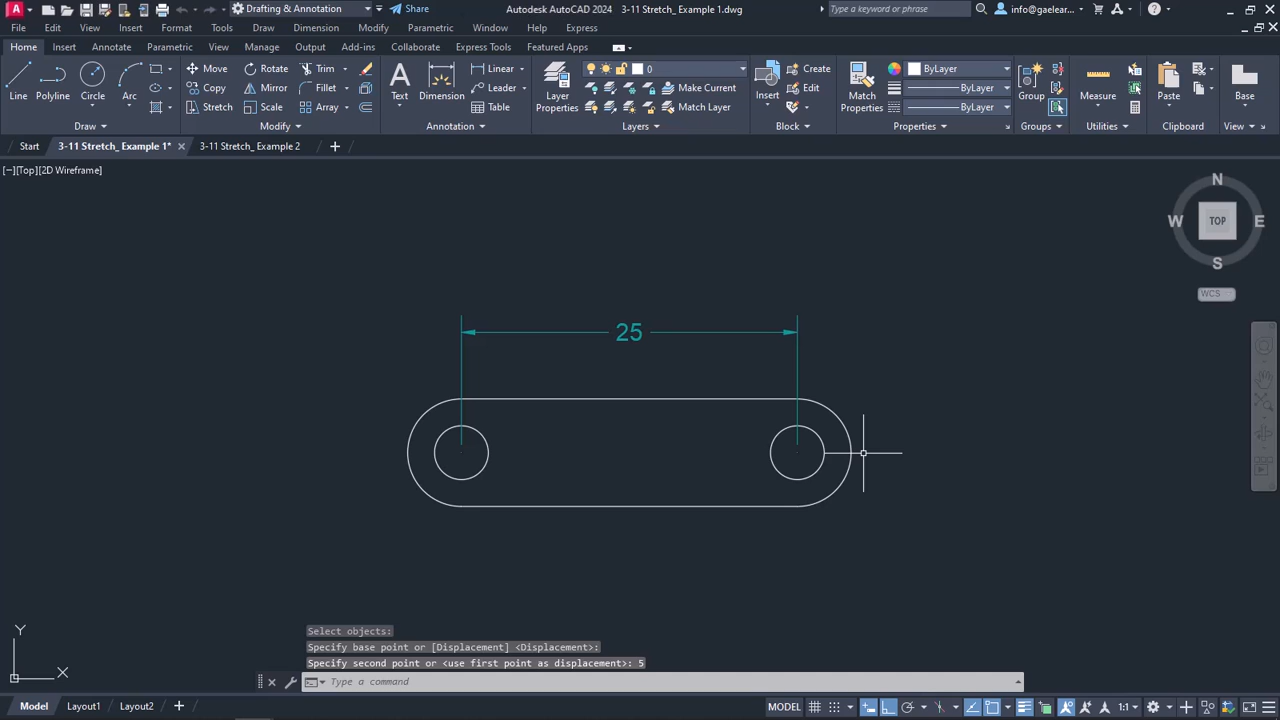 Drafting & Annotation
Share
Autodesk AutoCAD 2024 3-11 Stretch_ Example 1.dwg
Type a keyword or phrase
info@gaelear...
File Edit View Insert Format Tools Draw Dimension Modify Parametric Window Help Express
Home Insert Annotate Parametric View Manage Output Add-ins Collaborate Express Tools Featured Apps
Move Rotate Trim Linear 0 Create ByLayer
Copy Mirror Fillet Leader Make Current Edit ByLayer
Stretch Scale Array Table Match Layer ByLayer
Line Polyline Circle Arc Text Dimension Layer Properties Insert Match Properties Group Measure Paste Base
Draw Modify Annotation Layers Block Properties Groups Utilities Clipboard View
Start 3-11 Stretch_ Example 1* 3-11 Stretch_ Example 2
[−][Top][2D Wireframe]
N
W TOP E
S
WCS
25
Y
X
Select objects:
Specify base point or [Displacement] <Displacement>:
Specify second point or <use first point as displacement>: 5
Type a command
Model Layout1 Layout2 MODEL 1:1